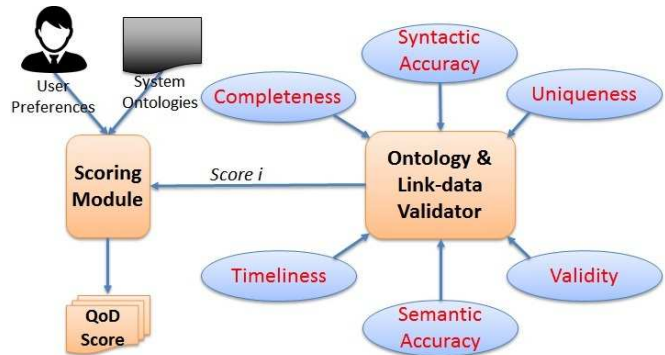 User
Preferences
System
Ontologies
Syntactic
Accuracy
Completeness
Uniqueness
Scoring
Module
Score i
Ontology &
Link-data
Validator
Timeliness
Validity
Semantic
Accuracy
QoD
Score